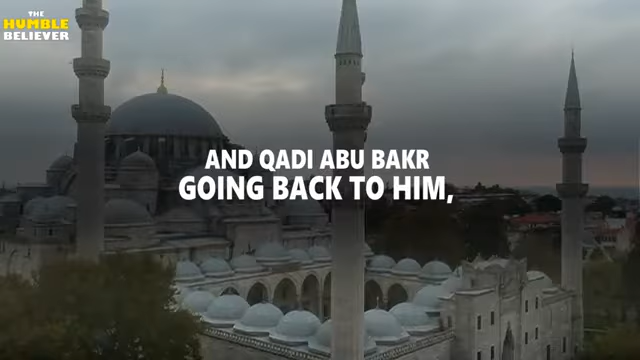 THE
HUMBLE
BELIEVER
AND QADI ABU BAKR
GOING BACK TO HIM,